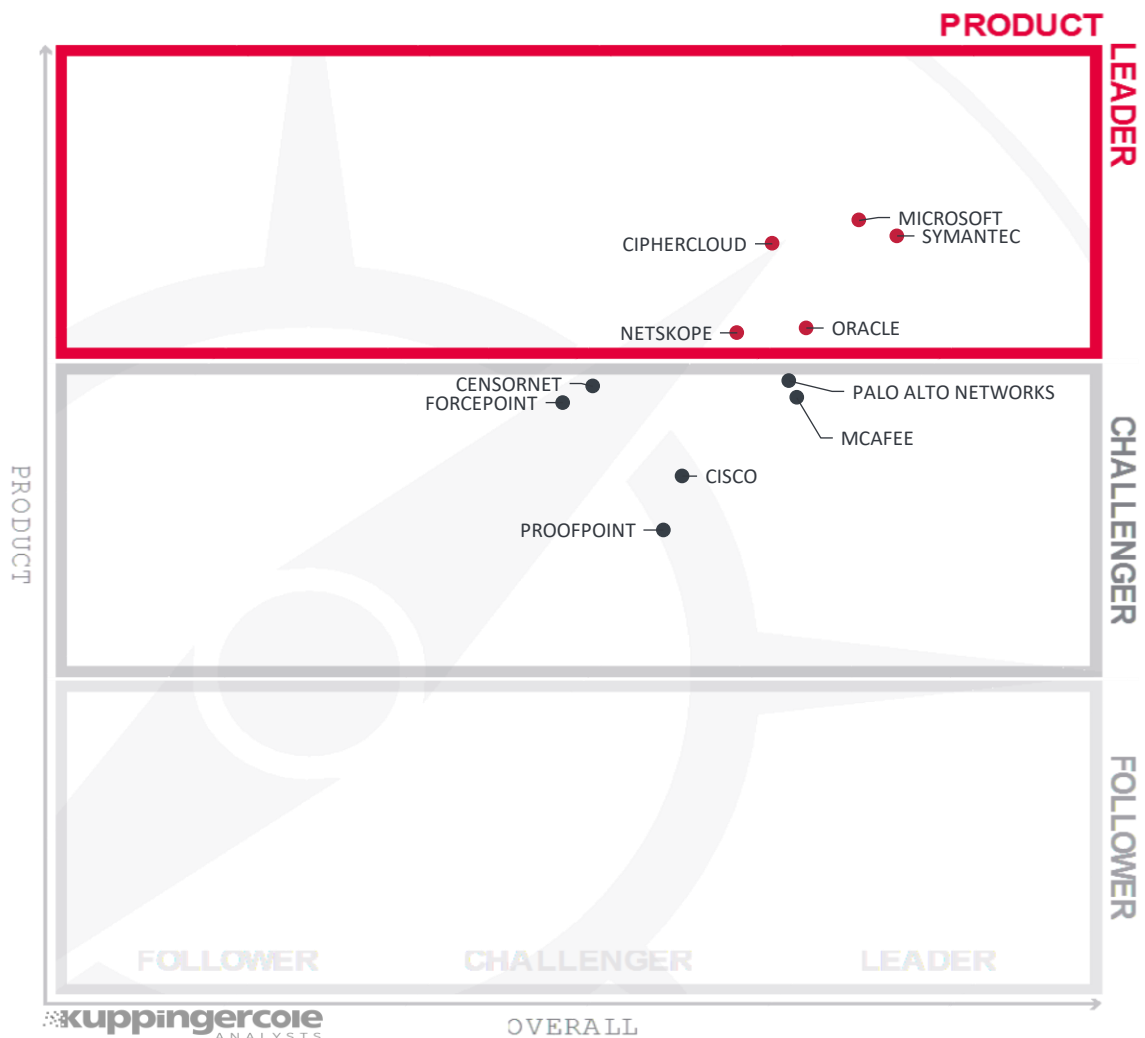 PRODUCT
LEADER
MICROSOFT
SYMANTEC
CIPHERCLOUD
NETSKOPE
ORACLE
CENSORNET
FORCEPOINT
PALO ALTO NETWORKS
MCAFEE
CHALLENGER
CISCO
PRODUCT
PROOFPOINT
FOLLOWER
FOLLOWER CHALLENGER LEADER
kuppingercole
ANALYSTS
OVERALL